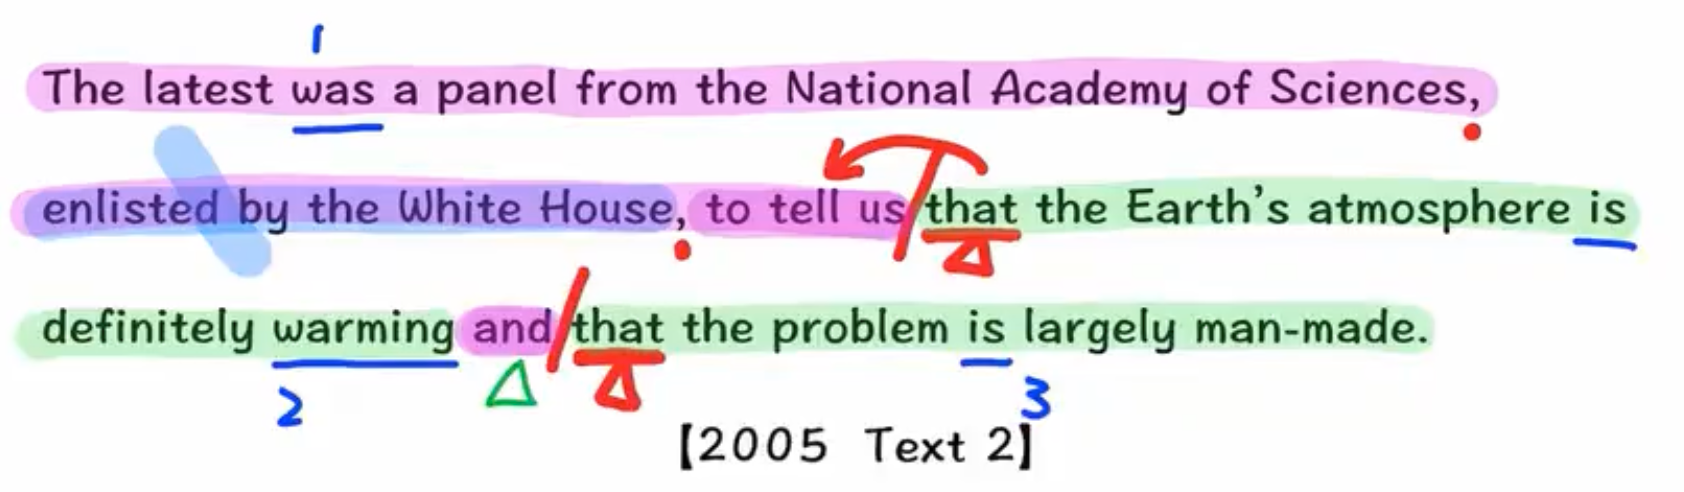 1
The latest was a panel from the National Academy of Sciences,
enlisted by the White House, to tell us that the Earth's atmosphere is
definitely warming and that the problem is largely man-made.
2 3
【2005 Text 2】